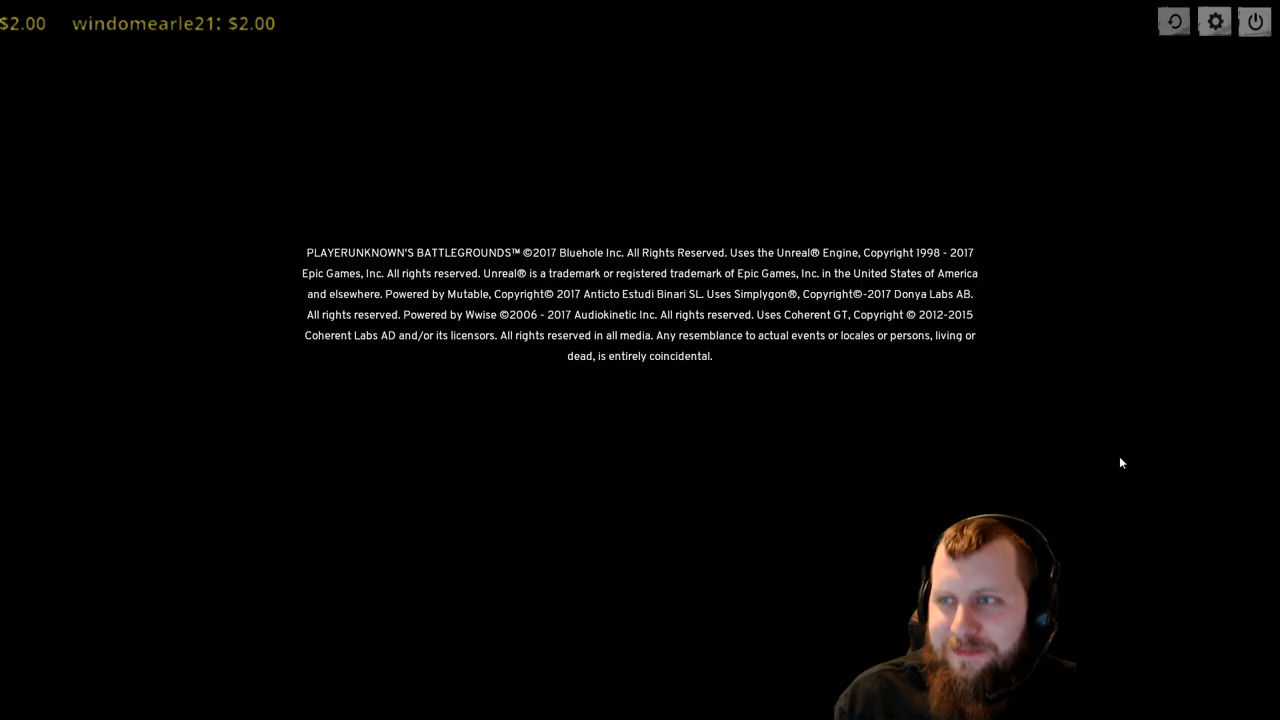 $2.00 windomearle21: $2.00
PLAYERUNKNOWN'S BATTLEGROUNDS™ ©2017 Bluehole Inc. All Rights Reserved. Uses the Unreal® Engine, Copyright 1998 - 2017
Epic Games, Inc. All rights reserved. Unreal® is a trademark or registered trademark of Epic Games, Inc. in the United States of America
and elsewhere. Powered by Mutable, Copyright© 2017 Anticto Estudi Binari SL. Uses Simplygon®, Copyright©-2017 Donya Labs AB.
All rights reserved. Powered by Wwise ©2006 - 2017 Audiokinetic Inc. All rights reserved. Uses Coherent GT, Copyright © 2012-2015
Coherent Labs AD and/or its licensors. All rights reserved in all media. Any resemblance to actual events or locales or persons, living or
dead, is entirely coincidental.